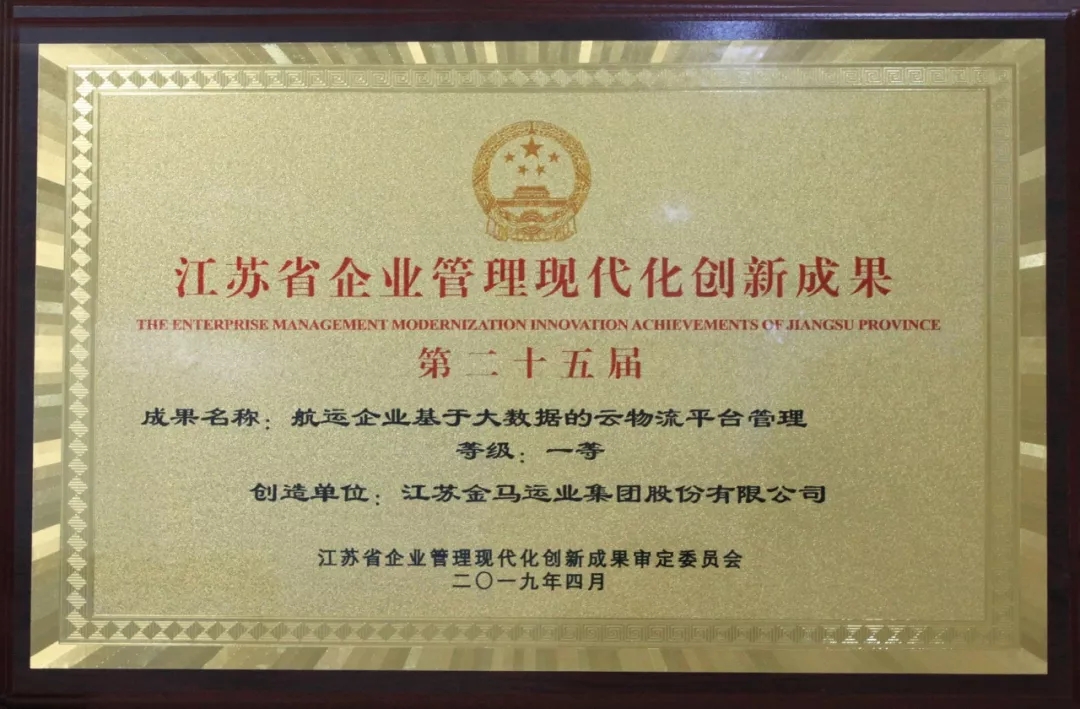 江苏省企业管理现代化创新成果
THE ENTERPRISE MANAGEMENT MODERNIZATION INNOVATION ACHIEVEMENTS OF JIANGSU PROVINCE
第二十五届
成果名称：航运企业基于大数据的云物流平台管理
等级：一等
创造单位：江苏金马运业集团股份有限公司
江苏省企业管理现代化创新成果审定委员会
二〇一九年四月